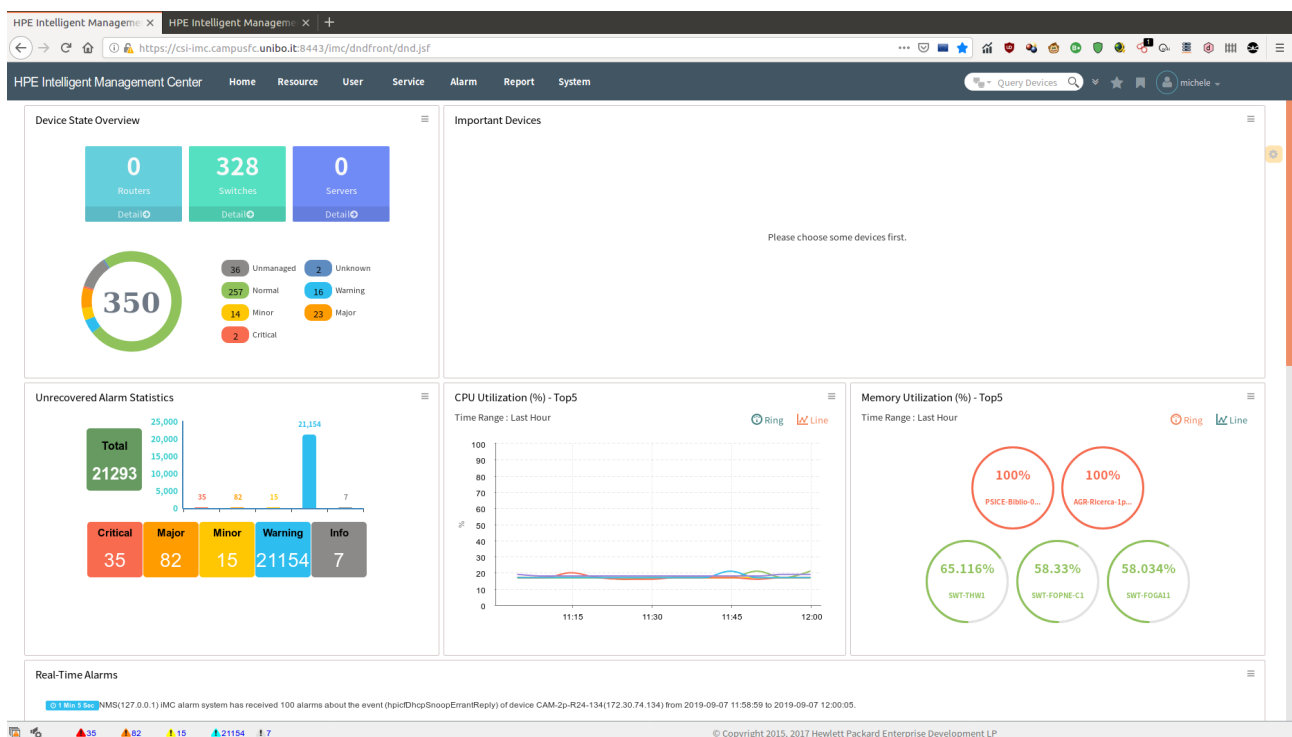 HPE Intelligent Manageme HPE Intelligent Manageme
https://csi-imc.campusfc.unibo.it:8443/imc/dndfront/dnd.jsf
HPE Intelligent Management Center Home Resource User Service Alarm Report System Query Devices michele
Device State Overview
0 328 0
Routers Switches Servers
Detail Detail Detail
350
36 Unmanaged 2 Unknown
257 Normal 16 Warning
14 Minor 23 Major
2 Critical
Important Devices
Please choose some devices first.
Unrecovered Alarm Statistics
Total
21293
25,000
20,000
15,000
10,000
5,000
0
35 82 15 21,154 7
Critical Major Minor Warning Info
35 82 15 21154 7
CPU Utilization (%) - Top5
Time Range : Last Hour Ring Line
100
90
80
70
60
50
40
30
20
10
0
%
11:15 11:30 11:45 12:00
Memory Utilization (%) - Top5
Time Range : Last Hour Ring Line
100% 100%
PSICE-Biblio-0... AGR-Ricerca-1p...
65.116% 58.33% 58.034%
SWT-THW1 SWT-FOPNE-C1 SWT-FOGA11
Real-Time Alarms
1 Min 5 Sec NMS(127.0.0.1) iMC alarm system has received 100 alarms about the event (hpicfDhcpSnoopErrantReply) of device CAM-2p-R24-134(172.30.74.134) from 2019-09-07 11:58:59 to 2019-09-07 12:00:05.
35 82 15 21154 7
© Copyright 2015, 2017 Hewlett Packard Enterprise Development LP